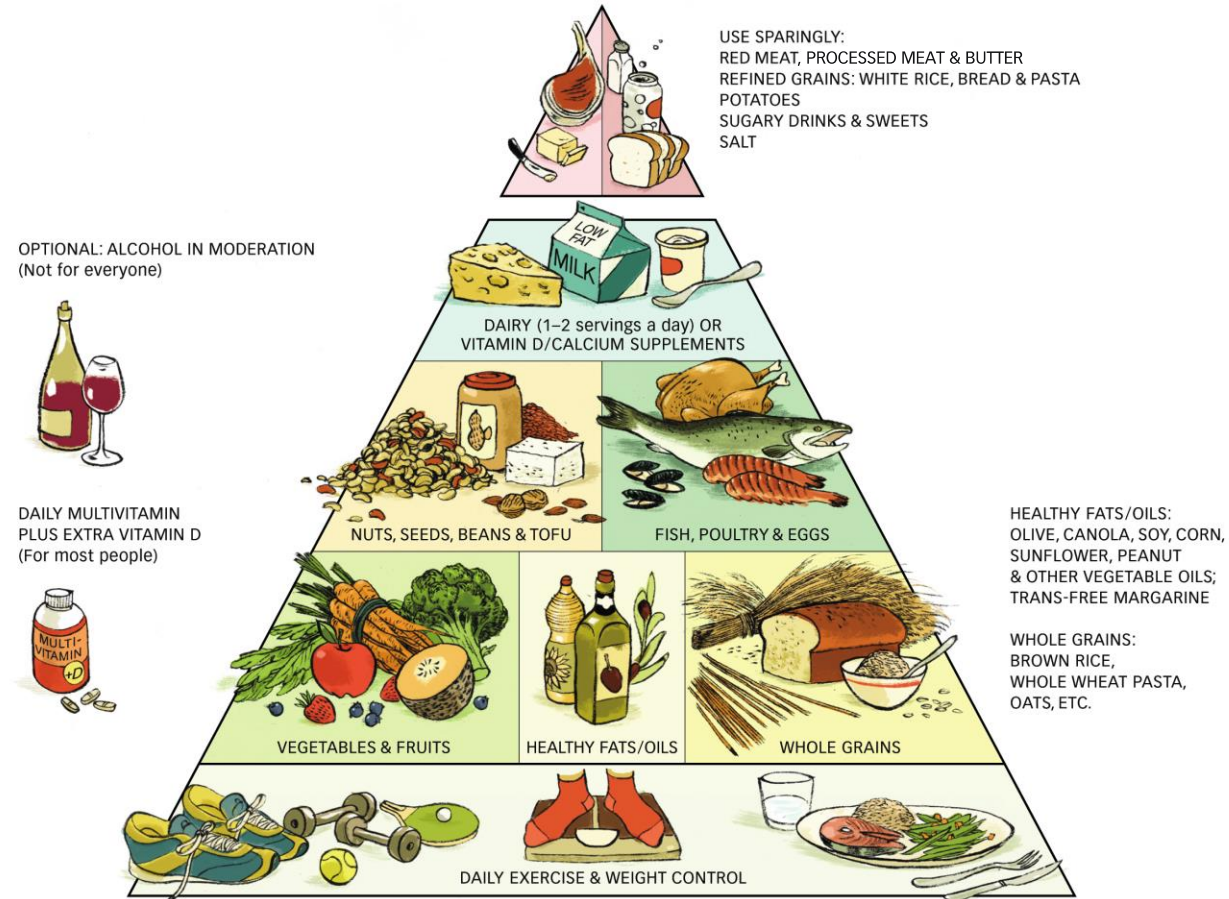 USE SPARINGLY:
RED MEAT, PROCESSED MEAT & BUTTER
REFINED GRAINS: WHITE RICE, BREAD & PASTA
POTATOES
SUGARY DRINKS & SWEETS
SALT
OPTIONAL: ALCOHOL IN MODERATION
(Not for everyone)
LOW
FAT
MILK
DAIRY (1–2 servings a day) OR
VITAMIN D/CALCIUM SUPPLEMENTS
DAILY MULTIVITAMIN
PLUS EXTRA VITAMIN D
(For most people)
MULTI-
VITAMIN
+D
NUTS, SEEDS, BEANS & TOFU
FISH, POULTRY & EGGS
HEALTHY FATS/OILS:
OLIVE, CANOLA, SOY, CORN,
SUNFLOWER, PEANUT
& OTHER VEGETABLE OILS;
TRANS-FREE MARGARINE
WHOLE GRAINS:
BROWN RICE,
WHOLE WHEAT PASTA,
OATS, ETC.
VEGETABLES & FRUITS
HEALTHY FATS/OILS
WHOLE GRAINS
DAILY EXERCISE & WEIGHT CONTROL